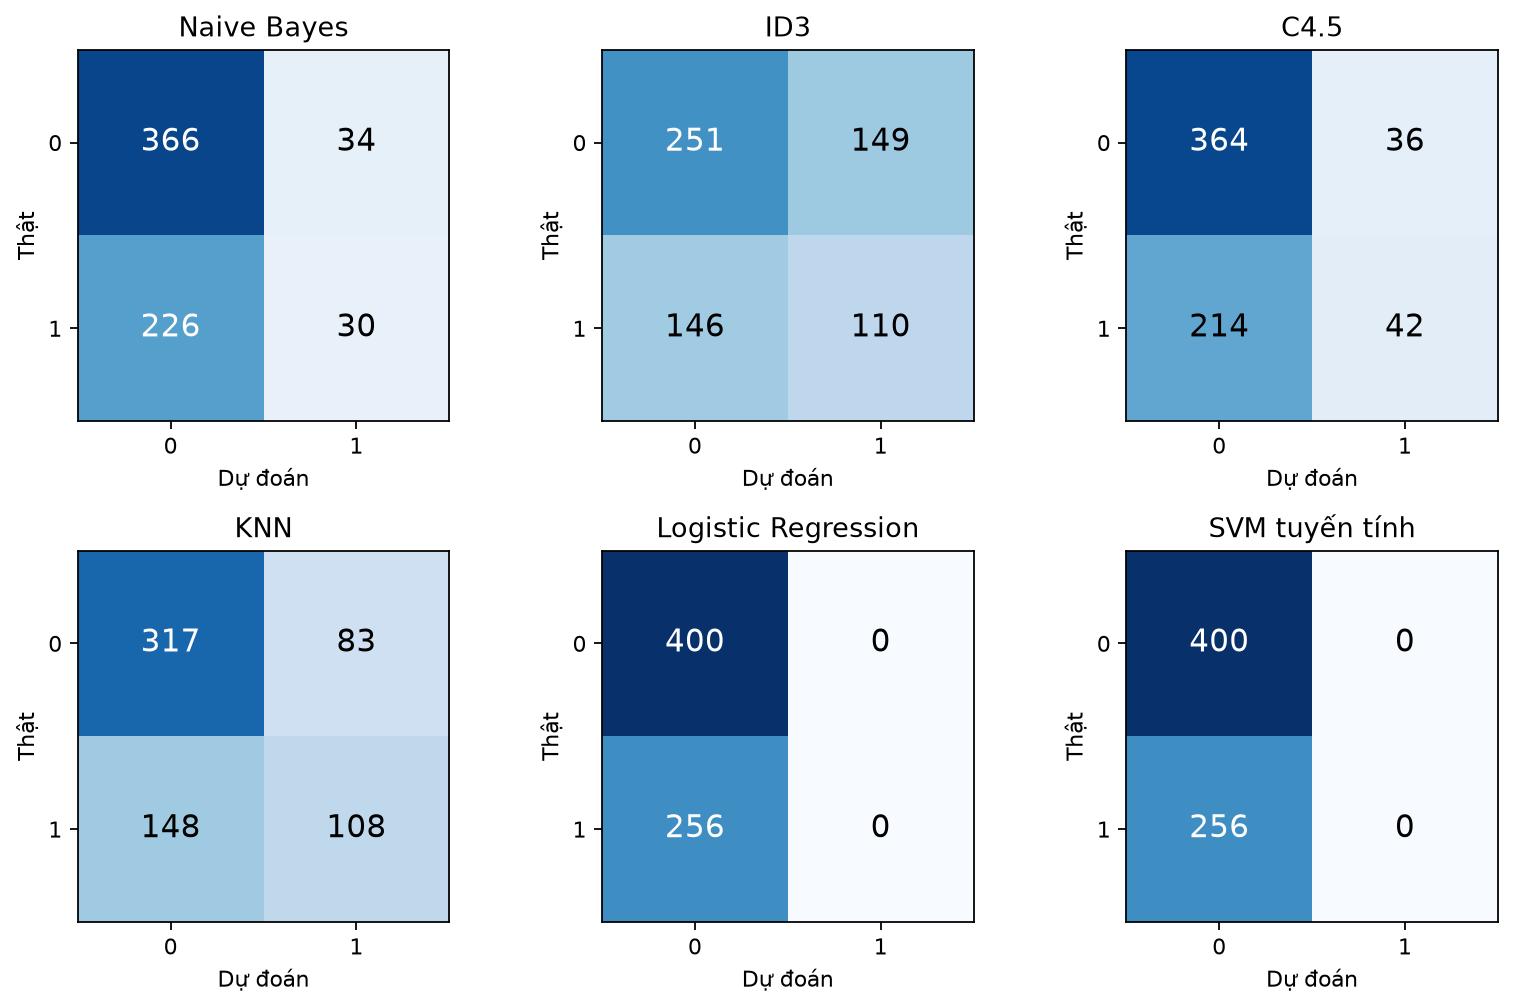 Naive Bayes
ID3
C4.5
0
366
34
0
251
149
0
364
36
Thật
Thật
Thật
1
226
30
1
146
110
1
214
42
0
1
0
1
0
1
Dự đoán
Dự đoán
Dự đoán
KNN
Logistic Regression
SVM tuyến tính
0
317
83
0
400
0
0
400
0
Thật
Thật
Thật
1
148
108
1
256
0
1
256
0
0
1
0
1
0
1
Dự đoán
Dự đoán
Dự đoán